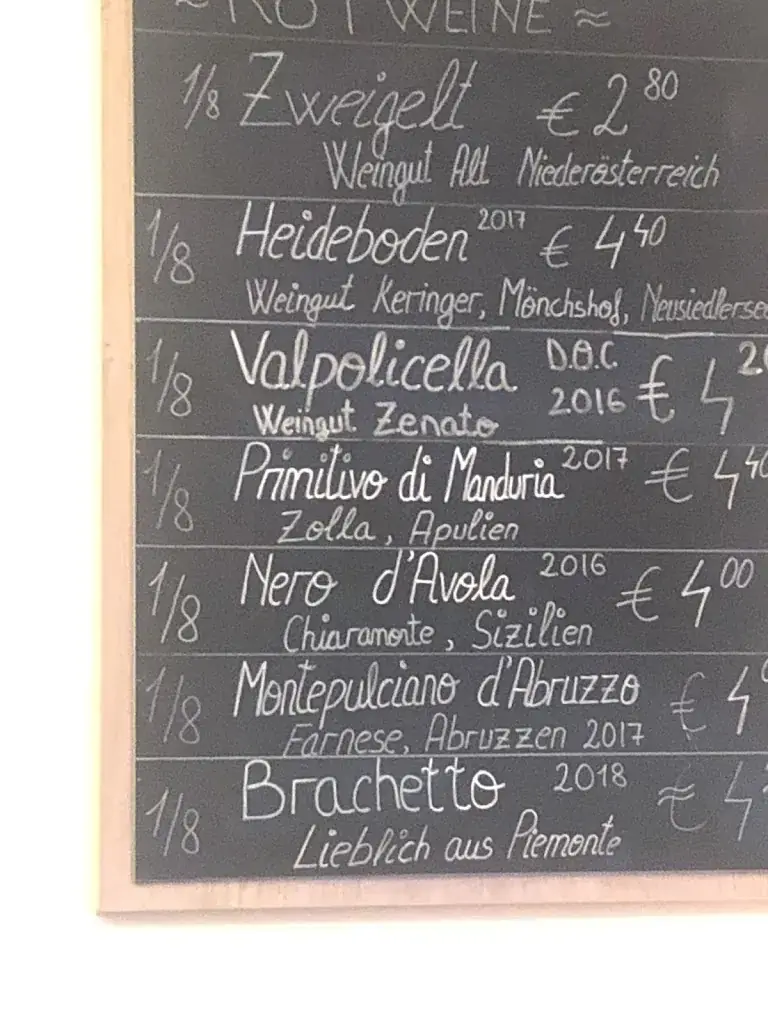 ≈ ROTWEINE ≈
1/8 Zweigelt € 2 80
Weingut Alt Niederösterreich
1/8 Heideboden 2017 € 4 40
Weingut Keringer, Mönchshof, Neusiedlersee
1/8 Valpolicella D.O.C 2016 € 4 20
Weingut Zenato
1/8 Primitivo di Manduria 2017 € 4 40
Zolla, Apulien
1/8 Nero d'Avola 2016 € 4 00
Chiaramonte, Sizilien
1/8 Montepulciano d'Abruzzo € 4
Farnese, Abruzzen 2017
1/8 Brachetto 2018 € 4
Lieblich aus Piemonte